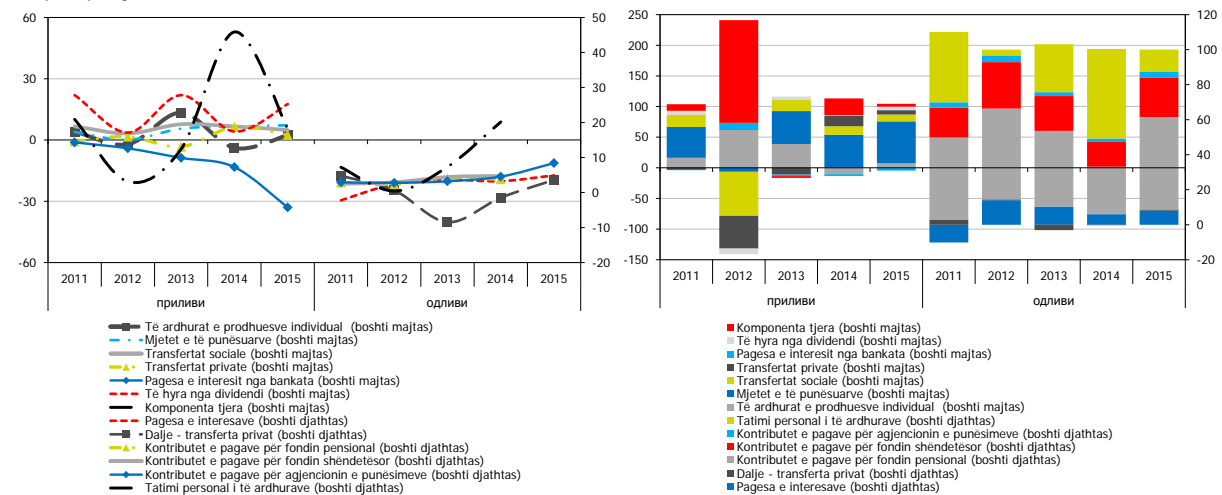 60
30
0
-30
-60
50
40
30
20
10
0
-10
-20
2011 2012 2013 2014 2015 2011 2012 2013 2014 2015
приливи одливи
Të ardhurat e prodhuesve individual (boshti majtas)
Mjetet e të punësuarve (boshti majtas)
Transfertat sociale (boshti majtas)
Transfertat private (boshti majtas)
Pagesa e interesit nga bankata (boshti majtas)
Të hyra nga dividendi (boshti majtas)
Komponenta tjera (boshti majtas)
Pagesa e interesave (boshti djathtas)
Dalje - transferta privat (boshti djathtas)
Kontributet e pagave për fondin pensional (boshti djathtas)
Kontributet e pagave për fondin shëndetësor (boshti djathtas)
Kontributet e pagave për agjencionin e punësimeve (boshti djathtas)
Tatimi personal i të ardhurave (boshti djathtas)
250
200
150
100
50
0
-50
-100
-150
120
100
80
60
40
20
0
-20
2011 2012 2013 2014 2015 2011 2012 2013 2014 2015
приливи одливи
Komponenta tjera (boshti majtas)
Të hyra nga dividendi (boshti majtas)
Pagesa e interesit nga bankata (boshti majtas)
Transfertat private (boshti majtas)
Transfertat sociale (boshti majtas)
Mjetet e të punësuarve (boshti majtas)
Të ardhurat e prodhuesve individual (boshti majtas)
Tatimi personal i të ardhurave (boshti djathtas)
Kontributet e pagave për agjencionin e punësimeve (boshti djathtas)
Kontributet e pagave për fondin shëndetësor (boshti djathtas)
Kontributet e pagave për fondin pensional (boshti djathtas)
Dalje - transferta privat (boshti djathtas)
Pagesa e interesave (boshti djathtas)